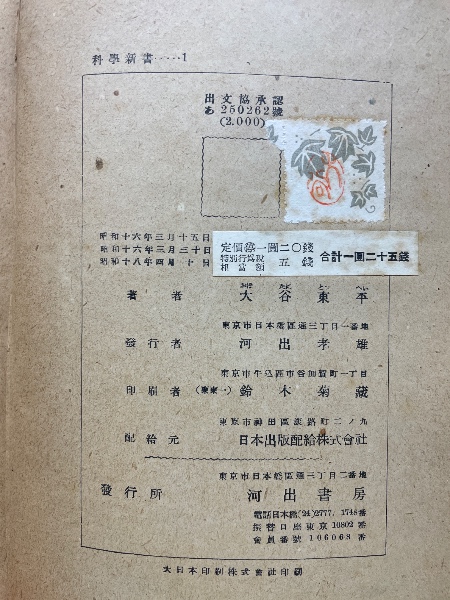 科學新書……1
出文協承認
あ250262號
(2.000)
昭和十六年三月十五日
昭和十六年三月三十日
昭和十八年四月十日
定價㊞一圓二〇錢
特別行為税相當額 五錢
合計一圓二十五錢
著者 大谷東平
東京市日本橋區通三丁目一番地
發行者 河出孝雄
東京市牛込區市谷加賀町一丁目
印刷者 (東東一) 鈴木菊藏
東京市神田區淡路町二ノ九
配給元 日本出版配給株式會社
東京市日本橋區通三丁目一番地
發行所 河出書房
電話日本橋(24)2777. 1748番
振替口座東京10802番
會員番號 106008番
大日本印刷株式會社印刷